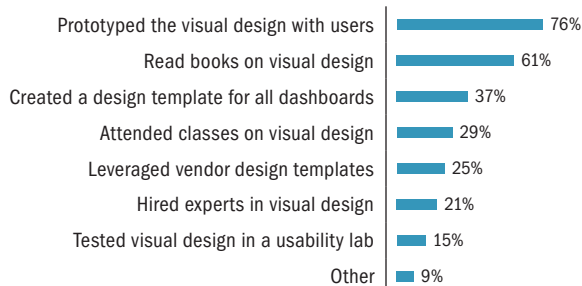 Prototyped the visual design with users 76%
Read books on visual design 61%
Created a design template for all dashboards 37%
Attended classes on visual design 29%
Leveraged vendor design templates 25%
Hired experts in visual design 21%
Tested visual design in a usability lab 15%
Other 9%